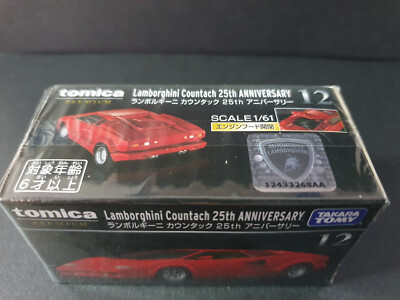 tomica Lamborghini Countach 25th ANNIVERSARY 12
PREMIUM ランボルギーニ カウンタック 25th アニバーサリー
SCALE 1/61
エンジンフード開閉
対象年齢
6才以上
AUTOMOBILI
LAMBORGHINI
12433268AA
tomica Lamborghini Countach 25th ANNIVERSARY TAKARA TOMY
PREMIUM ランボルギーニ カウンタック 25th アニバーサリー 12